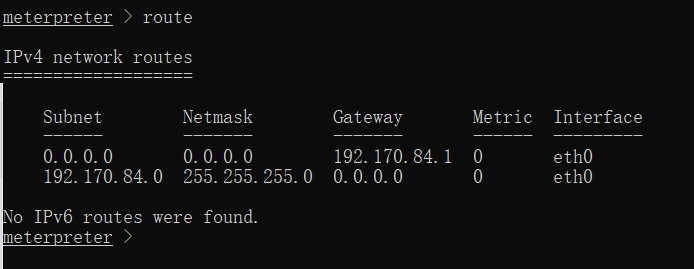 meterpreter > route
IPv4 network routes
===================
Subnet Netmask Gateway Metric Interface
------ ------- ------- ------ ---------
0.0.0.0 0.0.0.0 192.170.84.1 0 eth0
192.170.84.0 255.255.255.0 0.0.0.0 0 eth0
No IPv6 routes were found.
meterpreter >